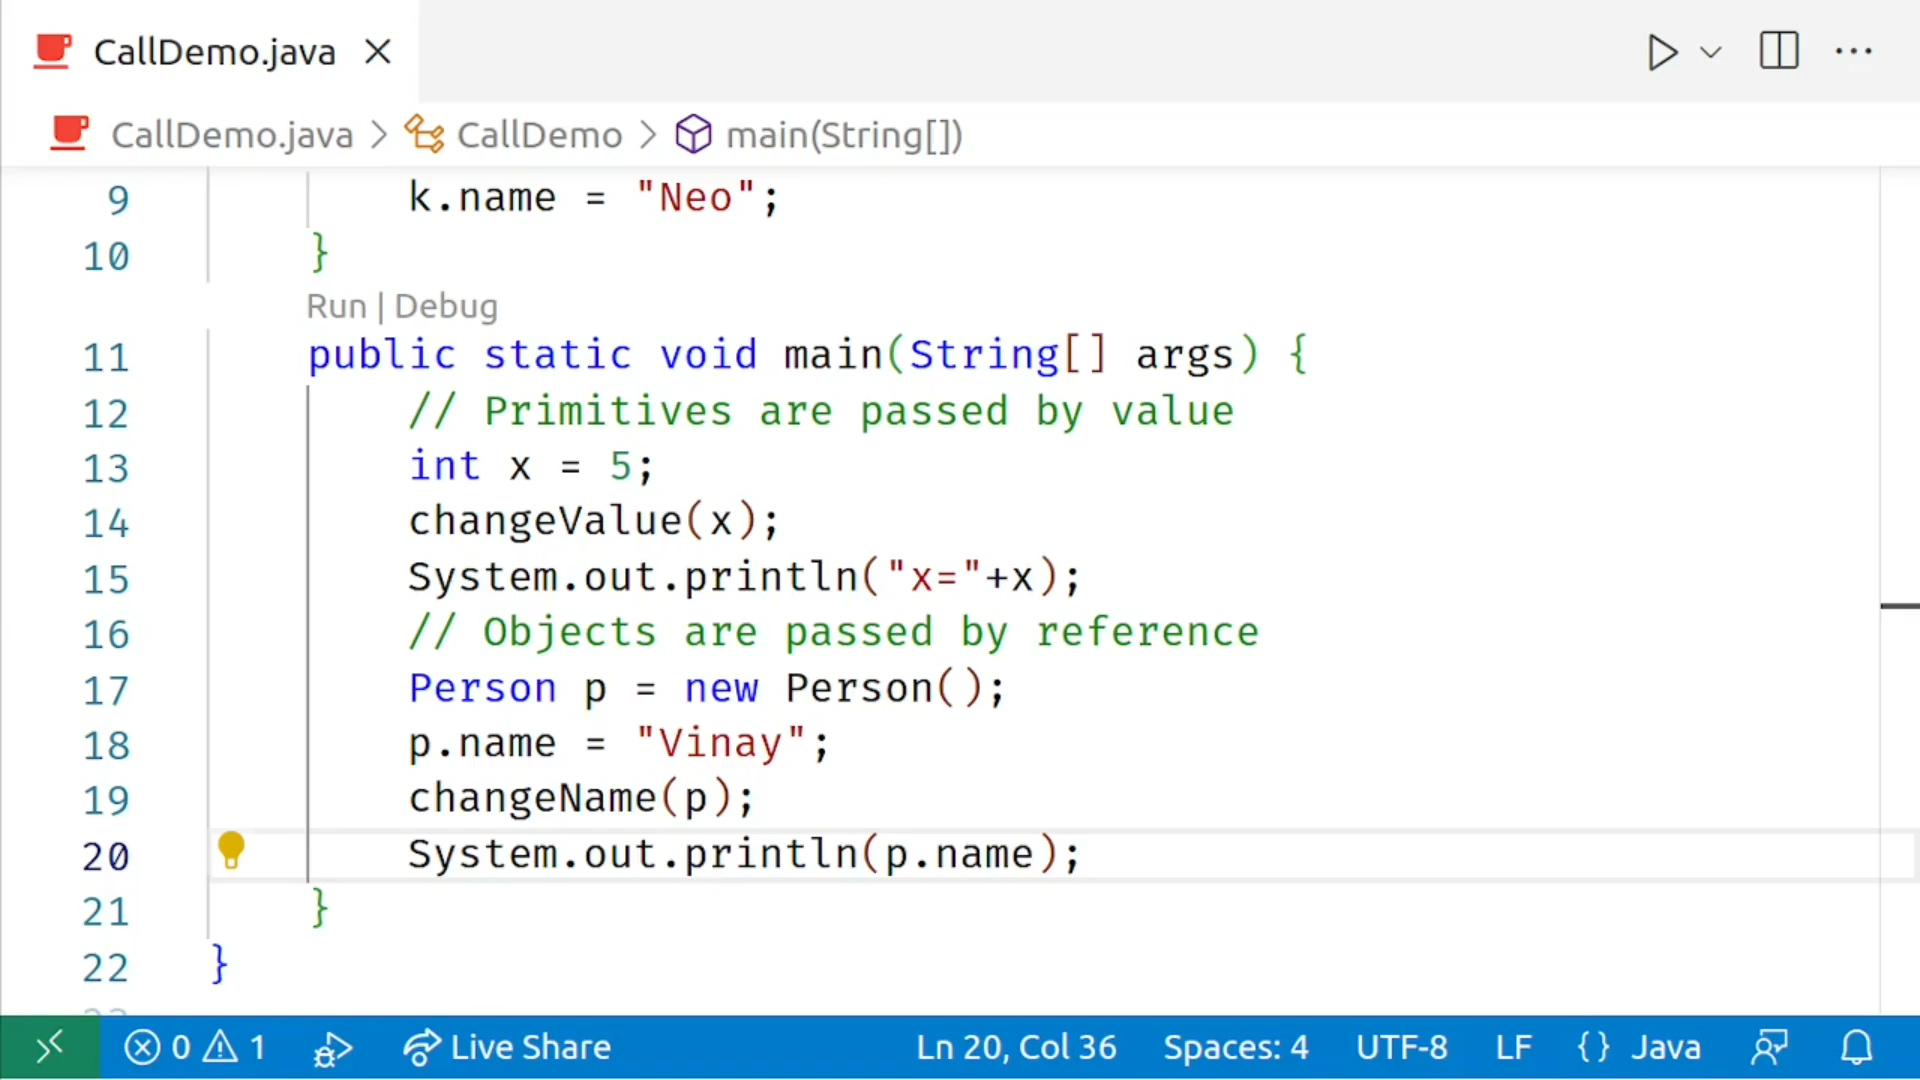 CallDemo.java
CallDemo.java > CallDemo > main(String[])
9 k.name = "Neo";
10 }
Run | Debug
11 public static void main(String[] args) {
12 // Primitives are passed by value
13 int x = 5;
14 changeValue(x);
15 System.out.println("x="+x);
16 // Objects are passed by reference
17 Person p = new Person();
18 p.name = "Vinay";
19 changeName(p);
20 System.out.println(p.name);
21 }
22 }
0 1 Live Share Ln 20, Col 36 Spaces: 4 UTF-8 LF {} Java